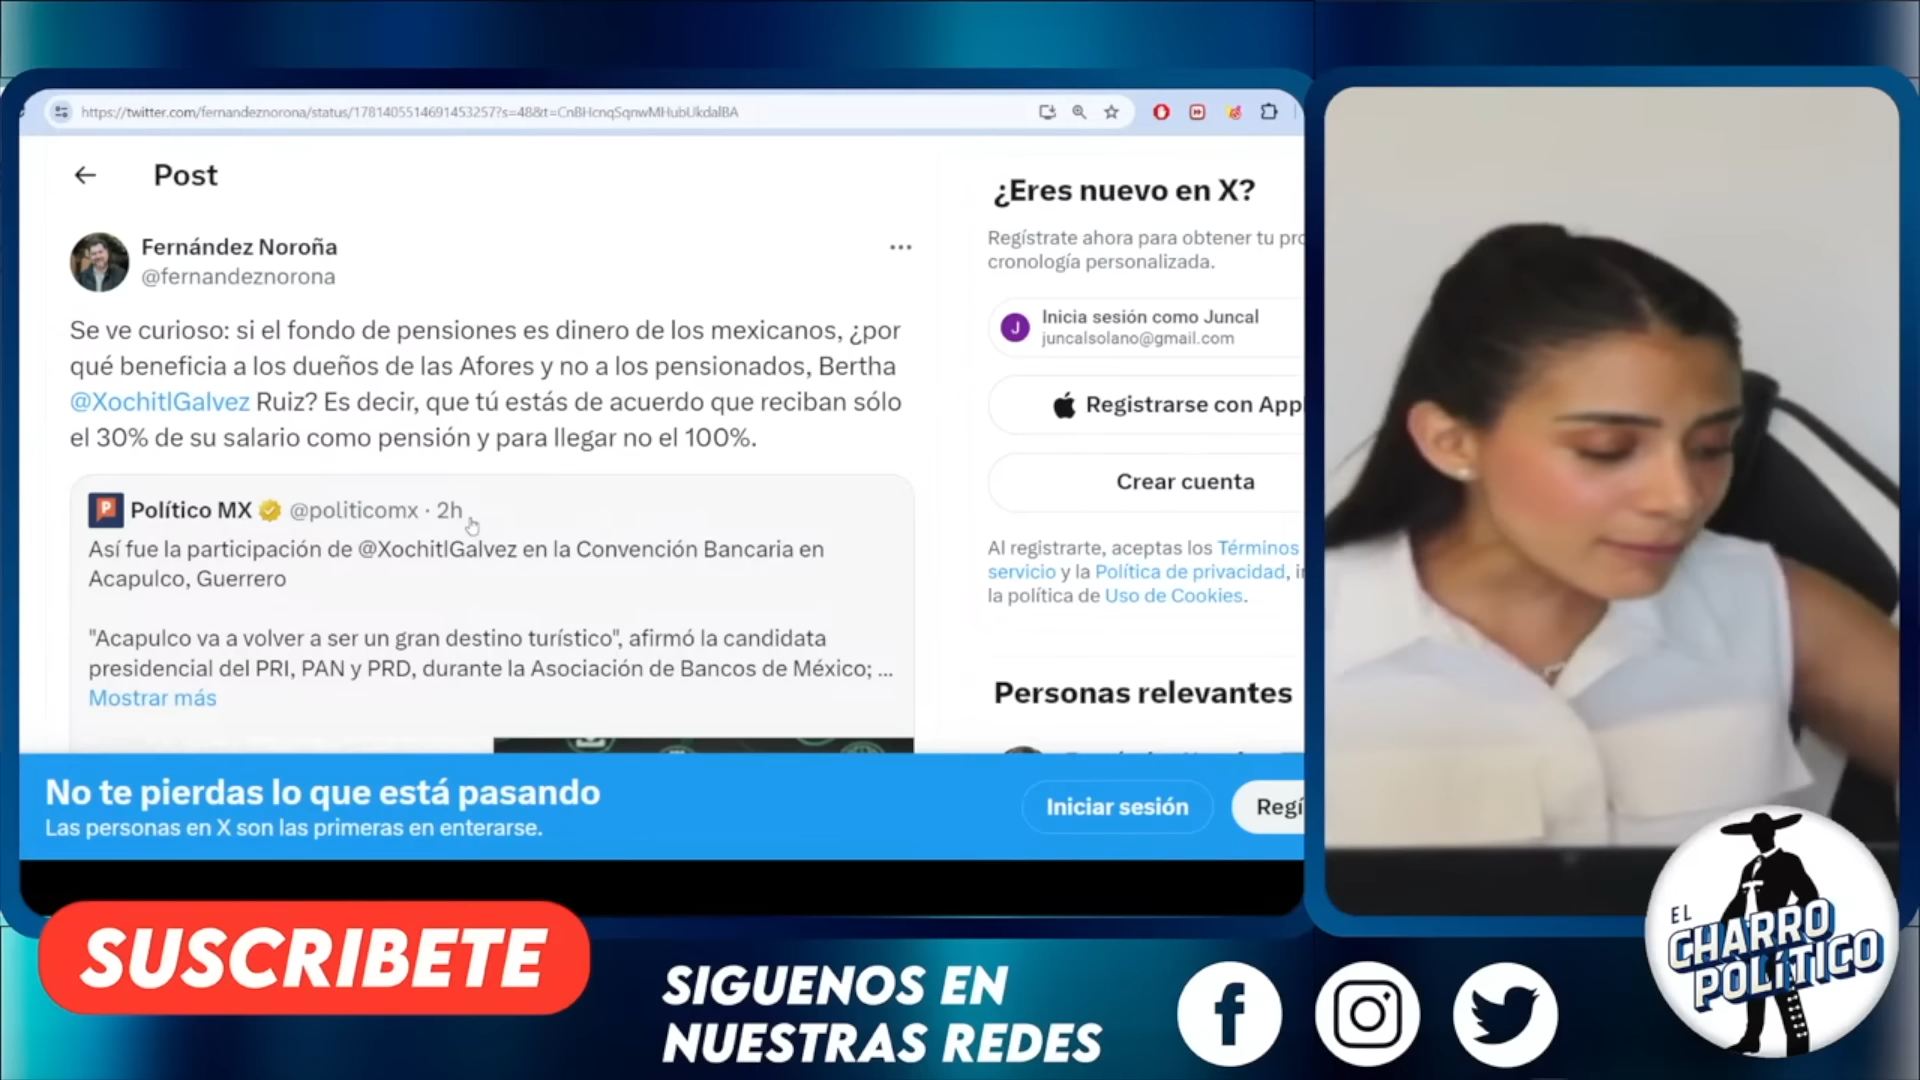 https://twitter.com/fernandeznorona/status/1781405514691453257?s=48&t=CnBHcnqSqnwMHubUkdalBA
Post
Fernández Noroña
@fernandeznorona
Se ve curioso: si el fondo de pensiones es dinero de los mexicanos, ¿por
qué beneficia a los dueños de las Afores y no a los pensionados, Bertha
@XochitlGalvez Ruiz? Es decir, que tú estás de acuerdo que reciban sólo
el 30% de su salario como pensión y para llegar no el 100%.
Político MX @politicomx · 2h
Así fue la participación de @XochitlGalvez en la Convención Bancaria en
Acapulco, Guerrero
"Acapulco va a volver a ser un gran destino turístico", afirmó la candidata
presidencial del PRI, PAN y PRD, durante la Asociación de Bancos de México; ...
Mostrar más
¿Eres nuevo en X?
Regístrate ahora para obtener tu pro
cronología personalizada.
J
Inicia sesión como Juncal
juncalsolano@gmail.com
Registrarse con App
Crear cuenta
Al registrarte, aceptas los Términos
servicio y la Política de privacidad, i
la política de Uso de Cookies.
Personas relevantes
No te pierdas lo que está pasando
Las personas en X son las primeras en enterarse.
Iniciar sesión
Regí
SUSCRIBETE
SIGUENOS EN
NUESTRAS REDES
EL
CHARRO
POLÍTICO